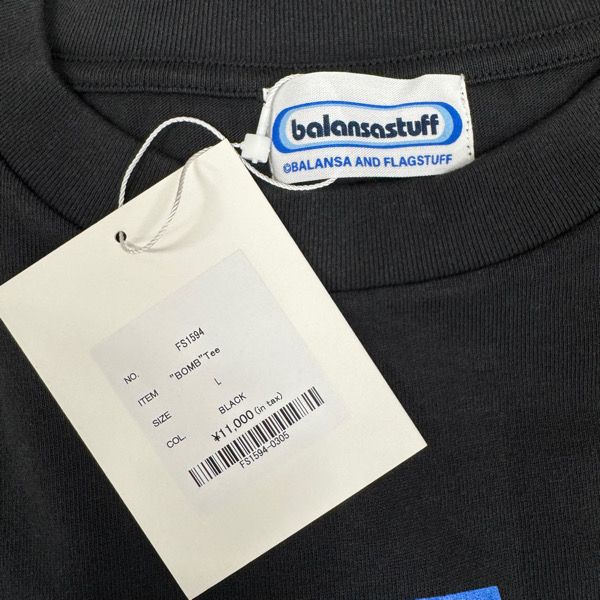 balansastuff
©BALANSA AND FLAGSTUFF
NO. FS1594
ITEM "BOMB"Tee
SIZE L
COL. BLACK
¥11,000(in tax)
FS1594-0305